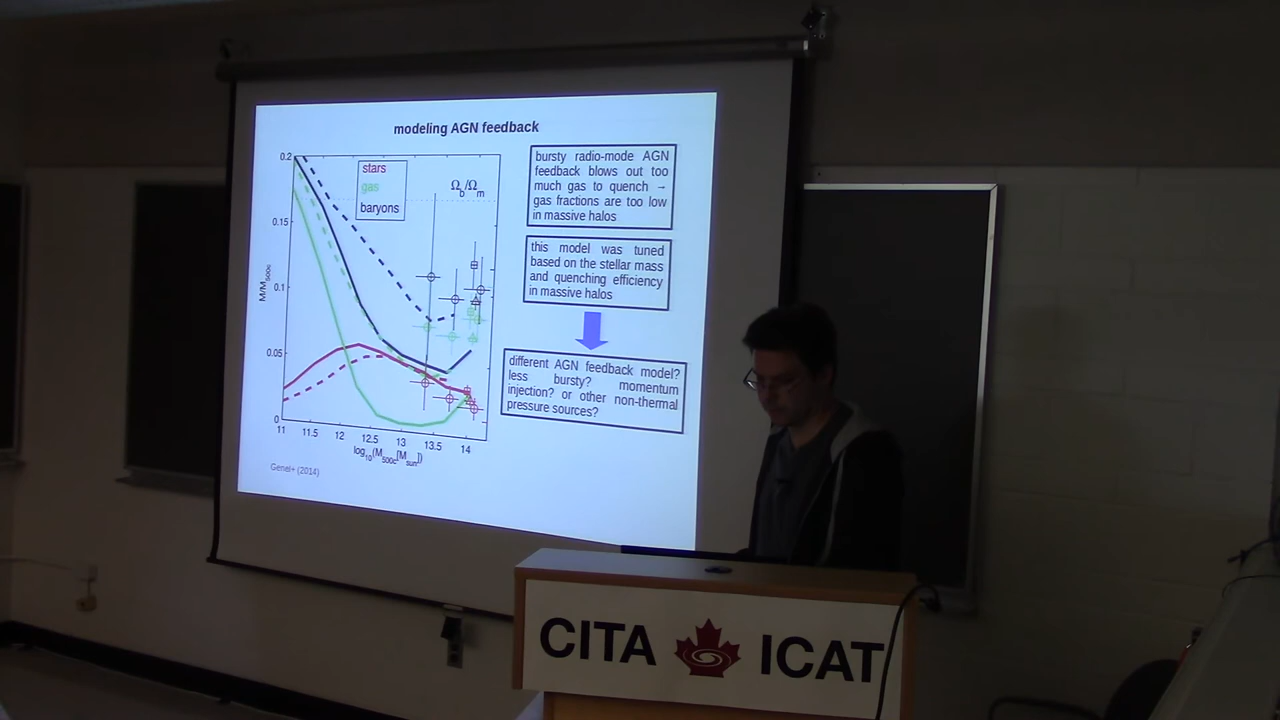 modeling AGN feedback
0.2
0.15
0.1
0.05
0
M/M500c
stars
gas
baryons
Ωb/Ωm
11 11.5 12 12.5 13 13.5 14
log10(M500c[Msun])
Genel+ (2014)
bursty radio-mode AGN
feedback blows out too
much gas to quench →
gas fractions are too low
in massive halos
this model was tuned
based on the stellar mass
and quenching efficiency
in massive halos
different AGN feedback model?
less bursty? momentum
injection? or other non-thermal
pressure sources?
CITA ICAT